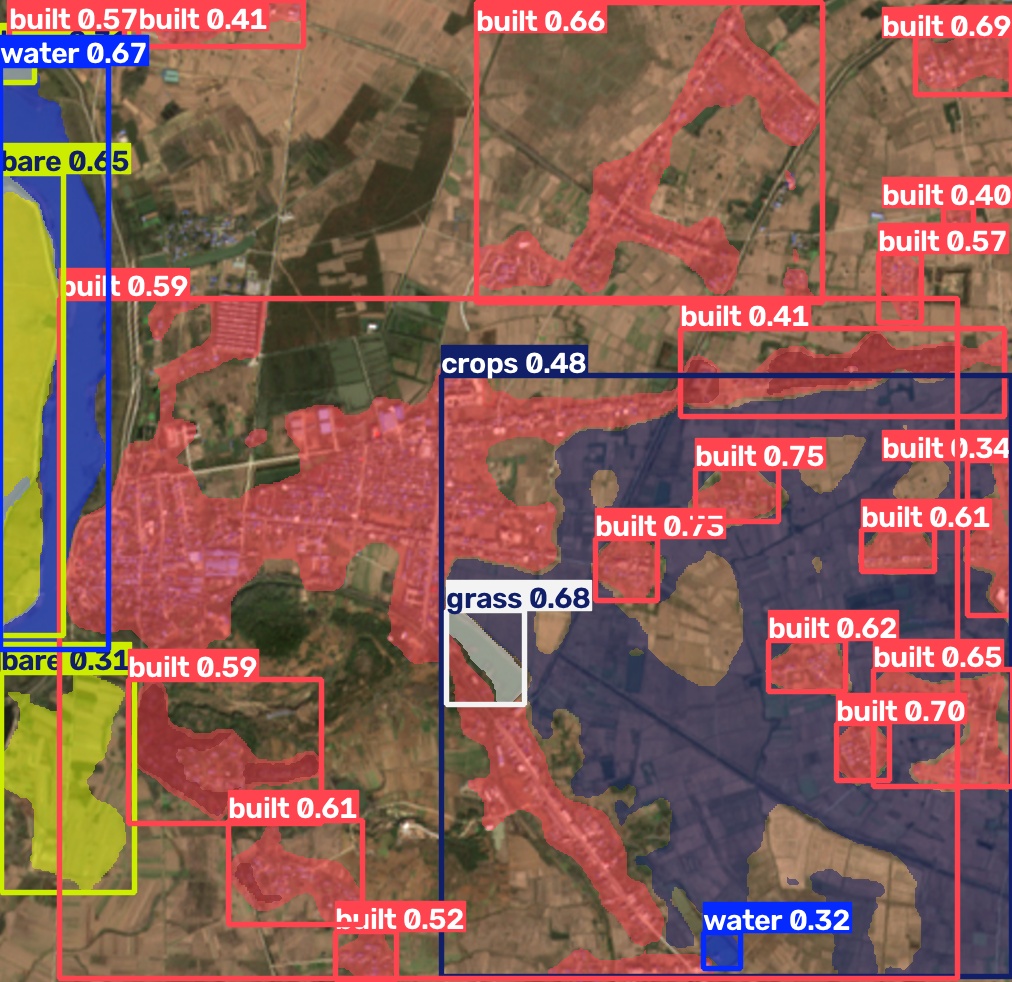 built 0.57
built 0.41
built 0.66
built 0.69
water 0.67
bare 0.65
built 0.40
built 0.57
built 0.59
built 0.41
crops 0.48
built 0.75
built 0.34
built 0.61
built 0.75
grass 0.68
built 0.62
bare 0.31
built 0.59
built 0.65
built 0.70
built 0.61
built 0.52
water 0.32